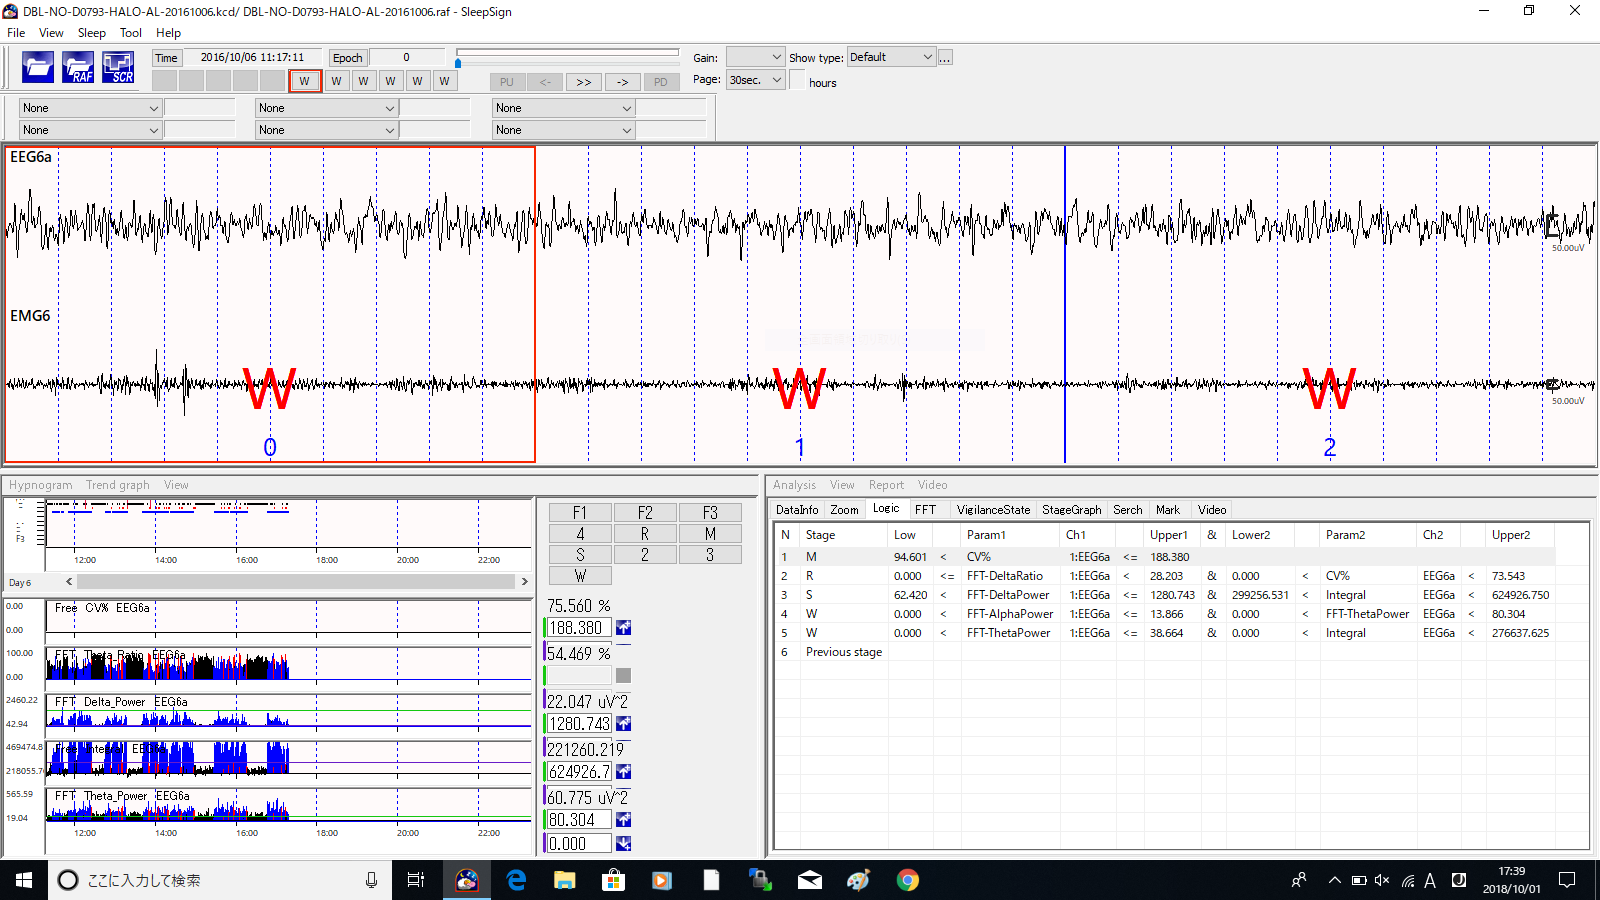 DBL-NO-D0793-HALO-AL-20161006.kcd/ DBL-NO-D0793-HALO-AL-20161006.raf - SleepSign
File View Sleep Tool Help
RAF SCR
Time 2016/10/06 11:17:11 Epoch 0
W W W W W W
PU <- >> -> PD
Gain: Show type: Default ...
Page: 30sec. hours
None None None
None None None
EEG6a
50.00uV
EMG6
50.00uV
W W W
0 1 2
Hypnogram Trend graph View
F3
12:00 14:00 16:00 18:00 20:00 22:00
Day 6 < >
0.00 Free CV% EEG6a
0.00
100.00 FFT Theta_Ratio EEG6a
0.00
2460.22 FFT Delta_Power EEG6a
42.94
469474.8 Free Integral EEG6a
218055.7
565.59 FFT Theta_Power EEG6a
19.04
12:00 14:00 16:00 18:00 20:00 22:00
F1 F2 F3
4 R M
S 2 3
W
75.560 %
188.380
54.469 %
22.047 uV^2
1280.743
221260.219
624926.7
60.775 uV^2
80.304
0.000
Analysis View Report Video
DataInfo Zoom Logic FFT VigilanceState StageGraph Serch Mark Video
N Stage Low Param1 Ch1 Upper1 & Lower2 Param2 Ch2 Upper2
1 M 94.601 < CV% 1:EEG6a <= 188.380
2 R 0.000 <= FFT-DeltaRatio 1:EEG6a < 28.203 & 0.000 < CV% EEG6a < 73.543
3 S 62.420 < FFT-DeltaPower 1:EEG6a <= 1280.743 & 299256.531 < Integral EEG6a < 624926.750
4 W 0.000 < FFT-AlphaPower 1:EEG6a <= 13.866 & 0.000 < FFT-ThetaPower EEG6a < 80.304
5 W 0.000 < FFT-ThetaPower 1:EEG6a <= 38.664 & 0.000 < Integral EEG6a < 276637.625
6 Previous stage
ここに入力して検索
A J
17:39
2018/10/01